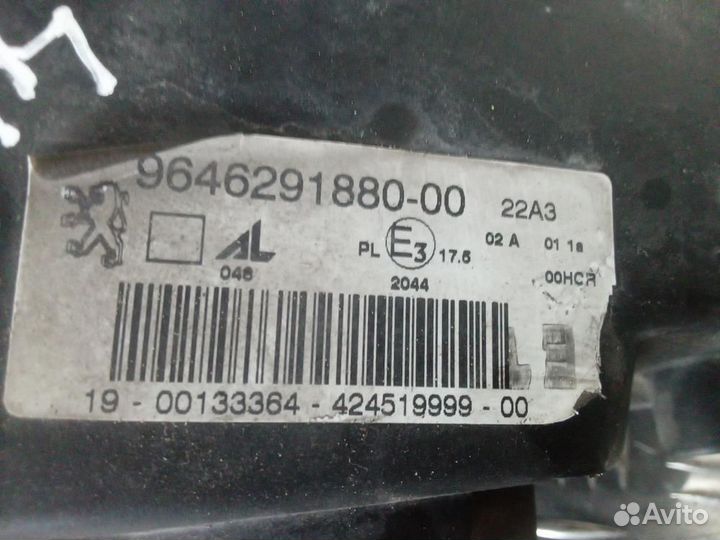 9646291880-00
22A3
AL
048
PL E3 17.5
2044
02 A 01 1a
00HCR
19 - 00133364 - 424519999 - 00
Avito